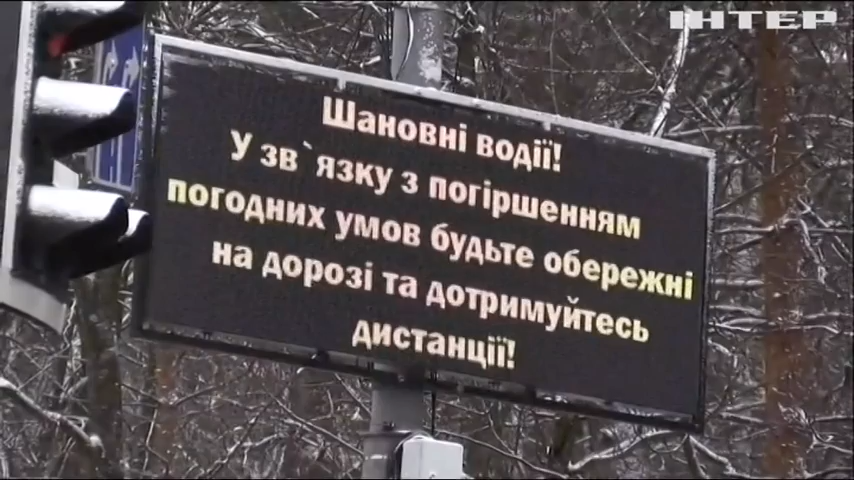 ІНТЕР
Шановні водії!
У зв`язку з погіршенням
погодних умов будьте обережні
на дорозі та дотримуйтесь
дистанції!